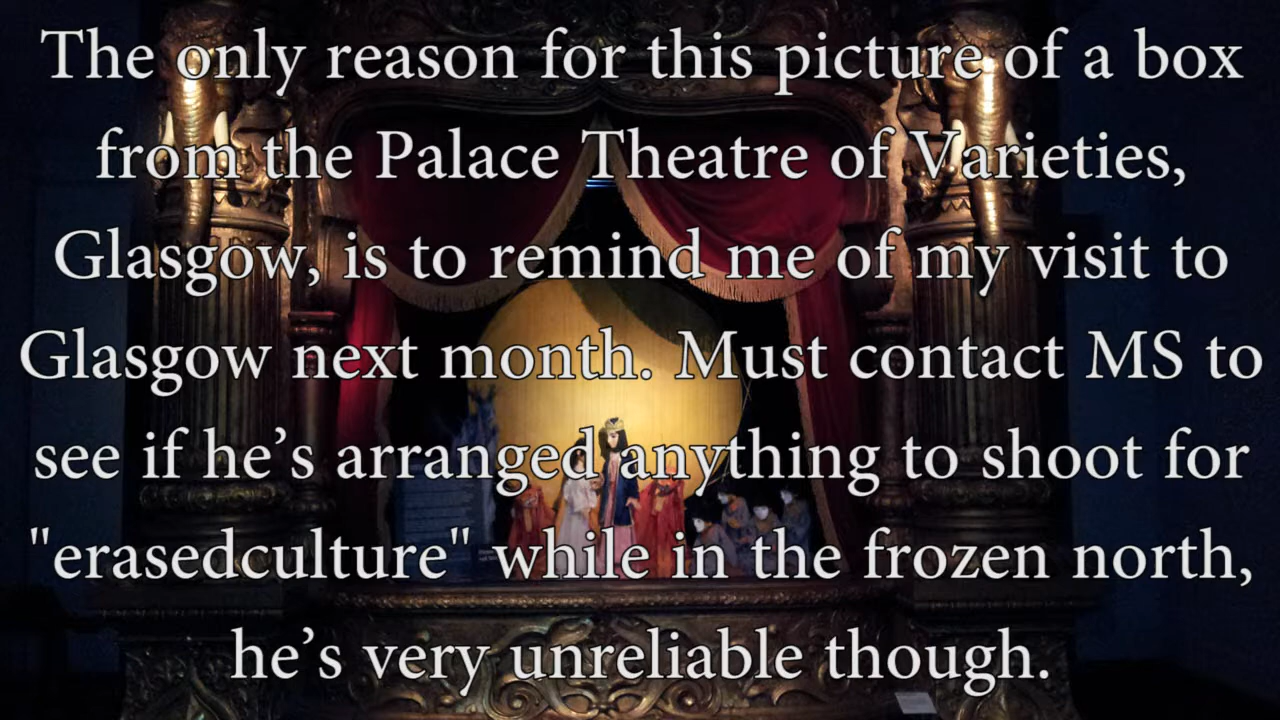 The only reason for this picture of a box
from the Palace Theatre of Varieties,
Glasgow, is to remind me of my visit to
Glasgow next month. Must contact MS to
see if he’s arranged anything to shoot for
"erasedculture" while in the frozen north,
he’s very unreliable though.